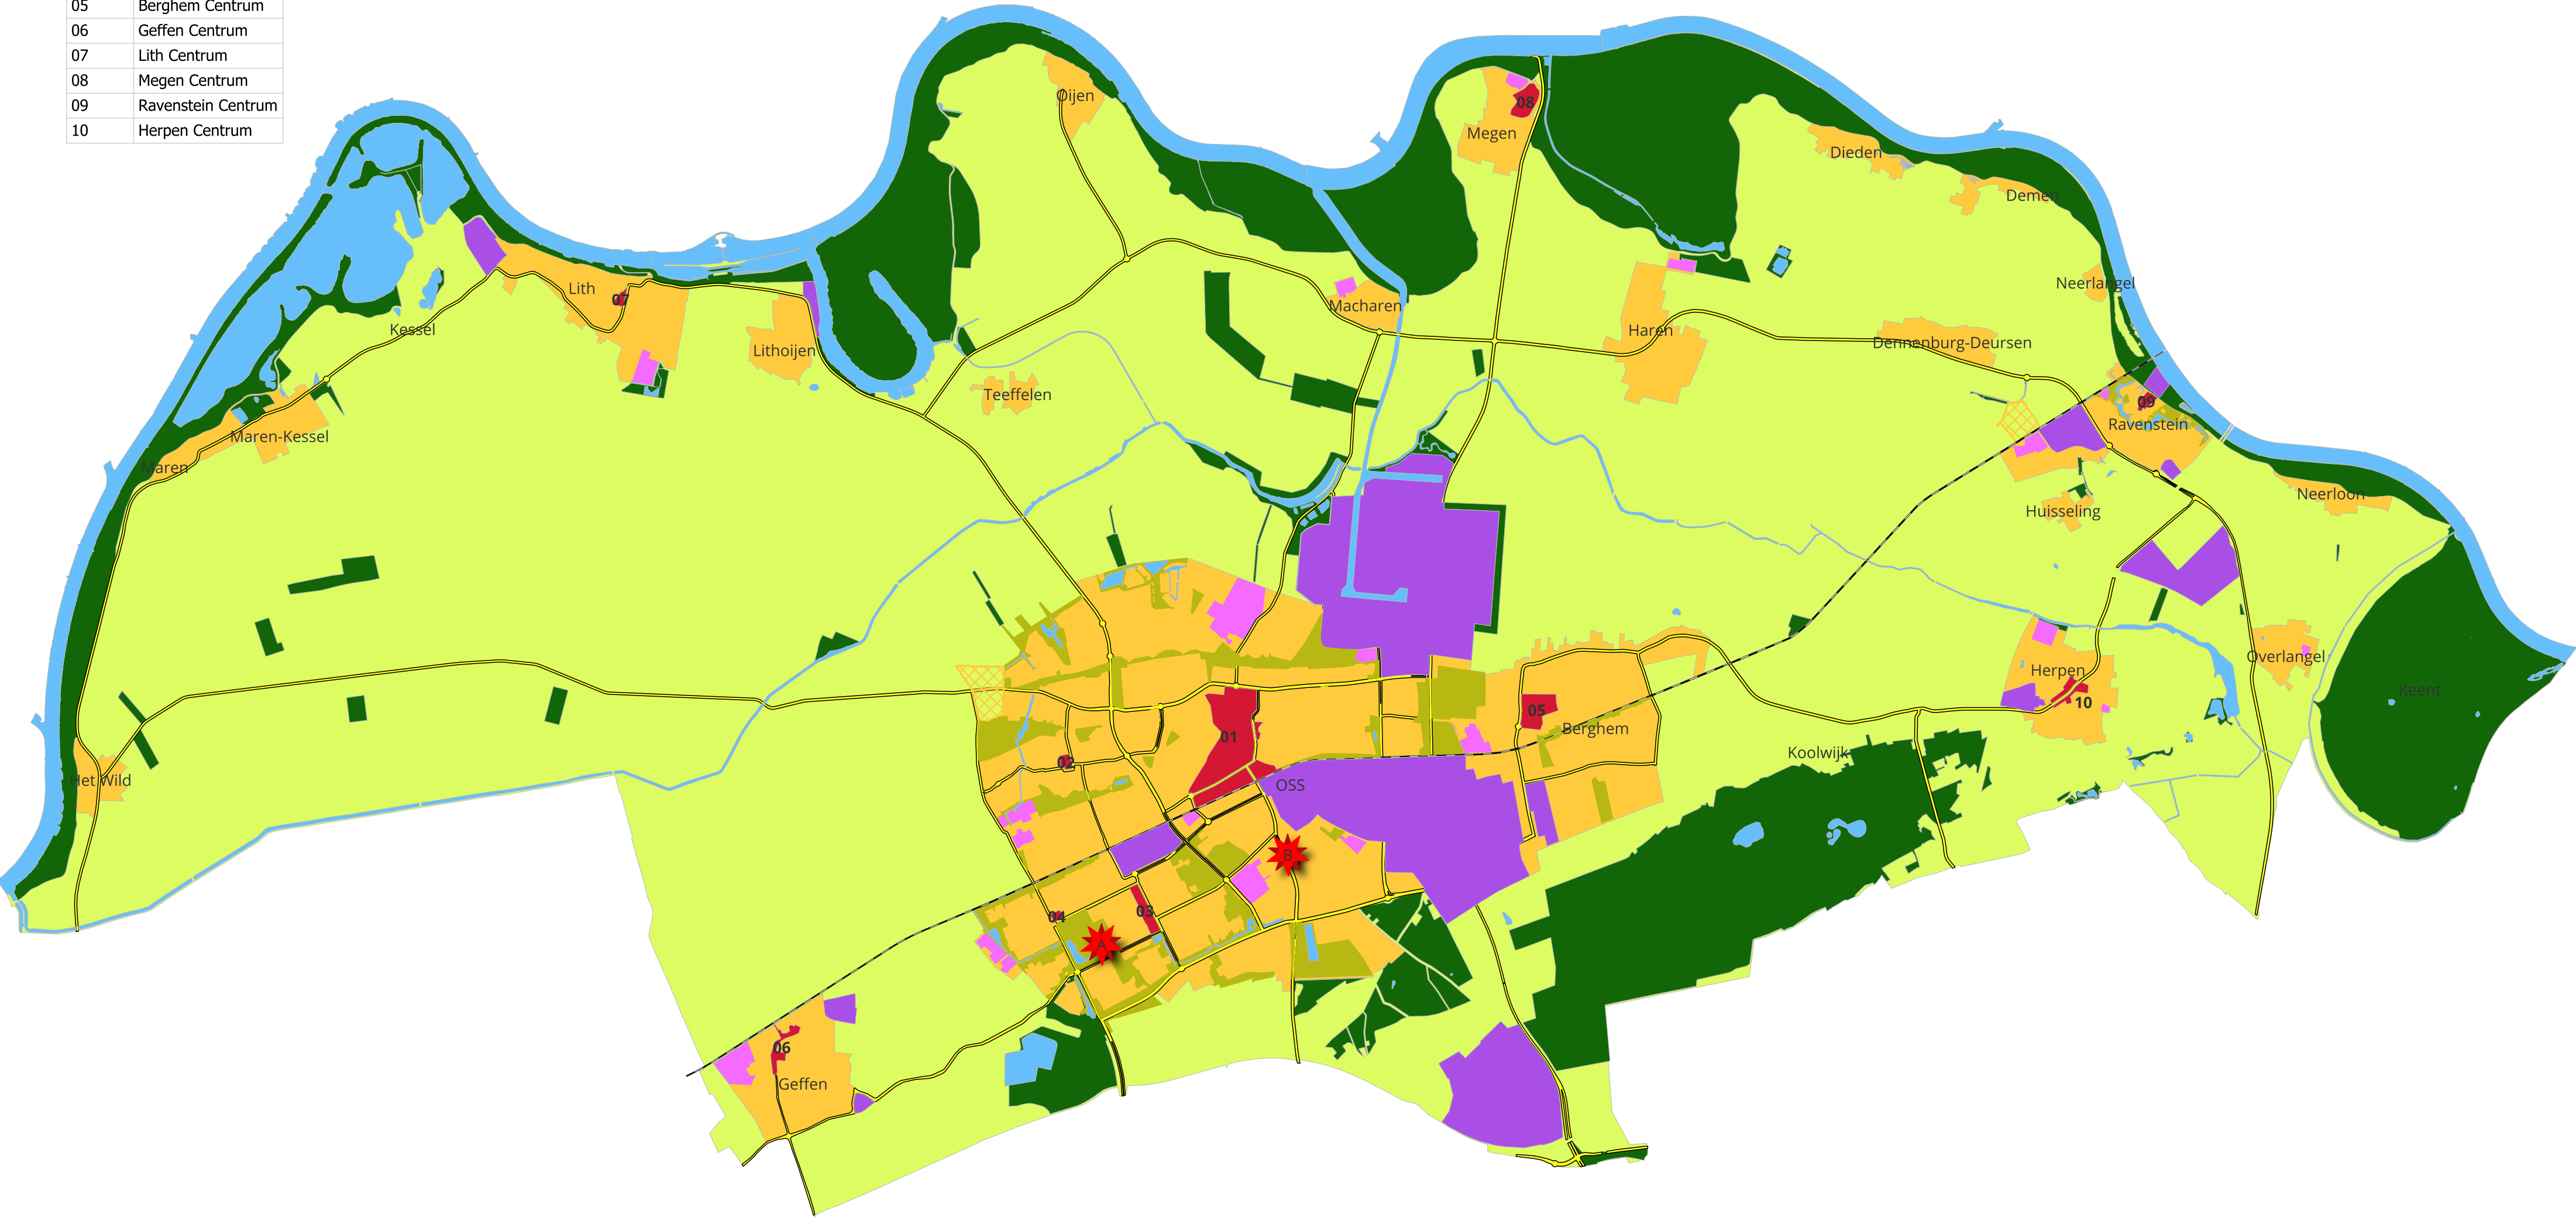 05 Berghem Centrum
06 Geffen Centrum
07 Lith Centrum
08 Megen Centrum
09 Ravenstein Centrum
10 Herpen Centrum
Oijen
08
Megen
Dieden
Demen
Neerlangel
Lith
07
Macharen
Kessel
Haren
Dennenburg-Deursen
Lithoijen
Teeffelen
09
Ravenstein
Maren-Kessel
Maren
Neerloon
Huisseling
Overlangel
Herpen
Keent
10
05
Berghem
01
Koolwijk
02
Het Wild
OSS
B
03
04
A
06
Geffen